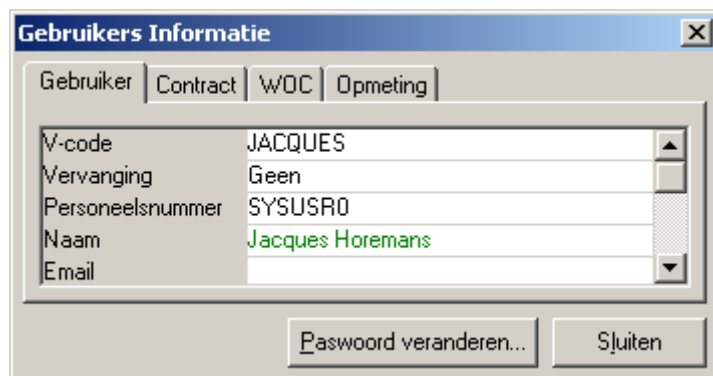 Gebruikers Informatie
Gebruiker Contract WOC Opmeting
V-code JACQUES
Vervanging Geen
Personeelsnummer SYSUSR0
Naam Jacques Horemans
Email
Paswoord veranderen... Sluiten